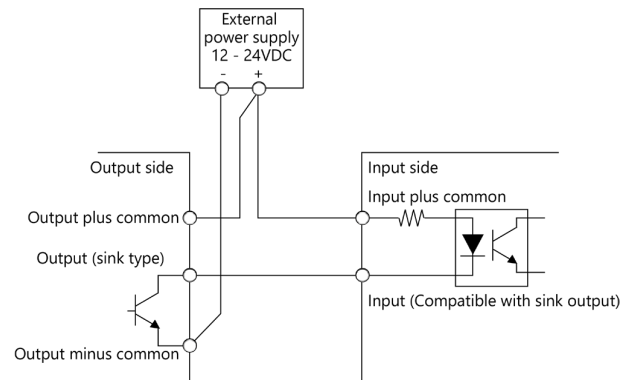 External
power supply
12 - 24VDC
- +
Output side
Input side
Input plus common
Output plus common
Output (sink type)
Input (Compatible with sink output)
Output minus common